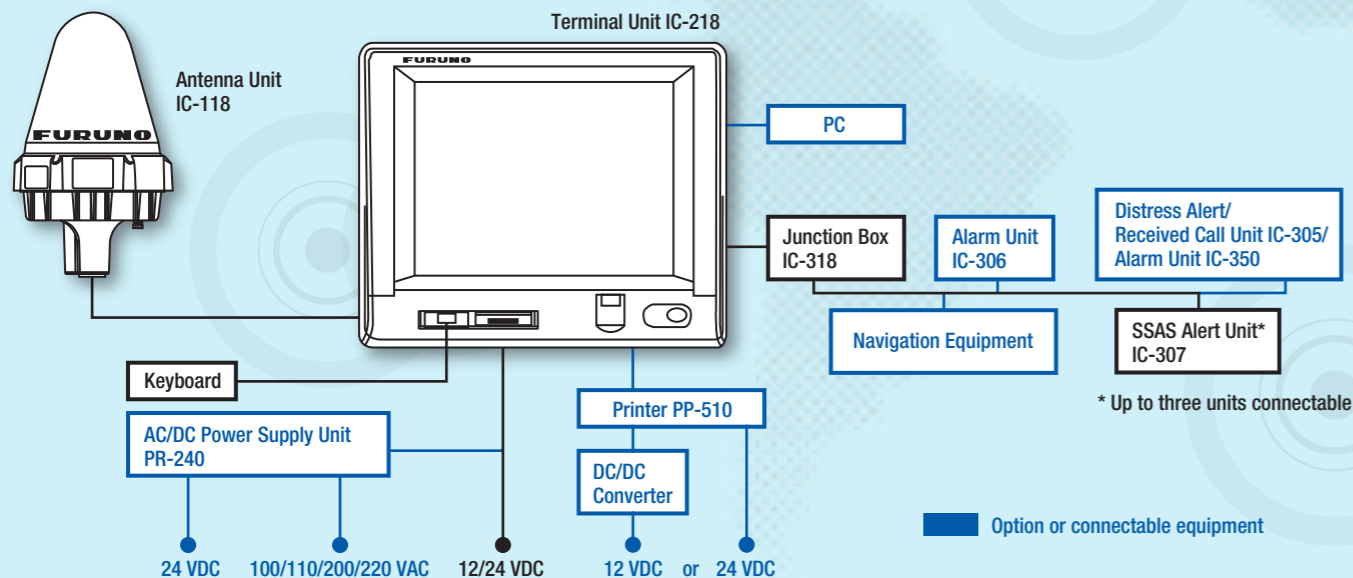 Terminal Unit IC-218
FURUNO
Antenna Unit
IC-118
FURUNO
PC
Junction Box
IC-318
Alarm Unit
IC-306
Distress Alert/
Received Call Unit IC-305/
Alarm Unit IC-350
Navigation Equipment
SSAS Alert Unit*
IC-307
* Up to three units connectable
Keyboard
Printer PP-510
AC/DC Power Supply Unit
PR-240
DC/DC
Converter
Option or connectable equipment
24 VDC 100/110/200/220 VAC 12/24 VDC 12 VDC or 24 VDC